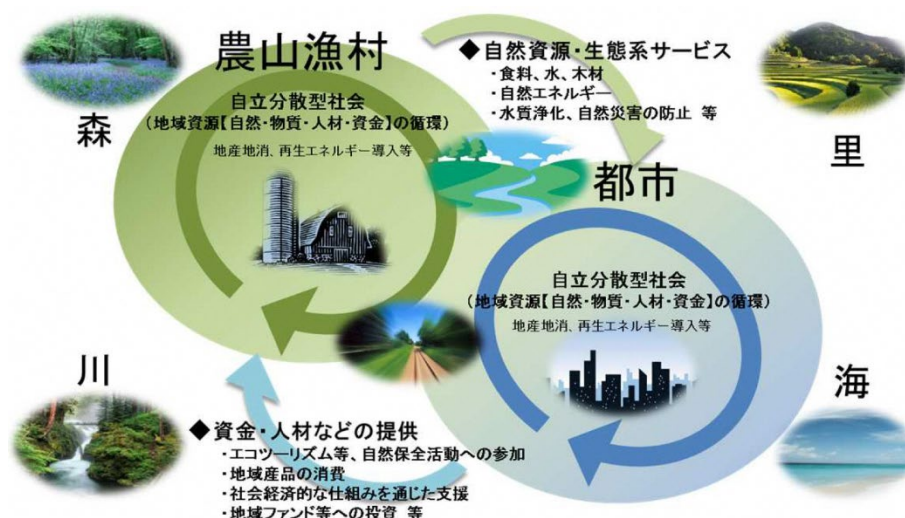 農山漁村
森
自立分散型社会
(地域資源【自然・物質・人材・資金】の循環)
地産地消、再生エネルギー導入等
◆自然資源・生態系サービス
・食料、水、木材
・自然エネルギー
・水質浄化、自然災害の防止 等
里
都市
自立分散型社会
(地域資源【自然・物質・人材・資金】の循環)
地産地消、再生エネルギー導入等
川
海
◆資金・人材などの提供
・エコツーリズム等、自然保全活動への参加
・地域産品の消費
・社会経済的な仕組みを通じた支援
・地域ファンド等への投資 等